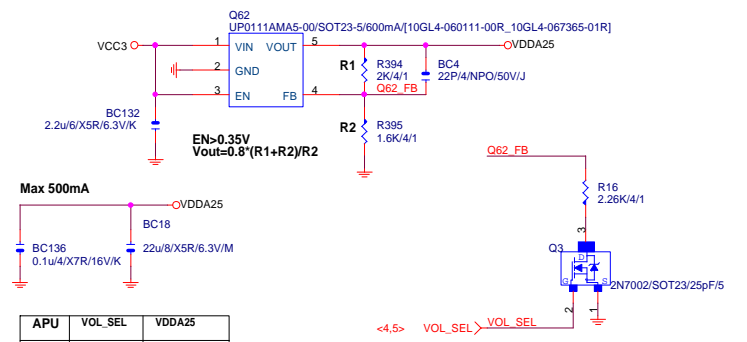 Q62
UP0111AMA5-00/SOT23-5/600mA/[10GL4-060111-00R_10GL4-067365-01R]
VCC3
1
VIN
VOUT
5
VDDA25
2
GND
3
EN
FB
4
R1
R394
2K/4/1
Q62_FB
BC4
22P/4/NPO/50V/J
BC132
2.2u/6/X5R/6.3V/K
R2
R395
1.6K/4/1
EN>0.35V
Vout=0.8*(R1+R2)/R2
Q62_FB
R16
2.26K/4/1
Max 500mA
VDDA25
BC136
0.1u/4/X7R/16V/K
BC18
22u/8/X5R/6.3V/M
3
Q3
D
G
S
2N7002/SOT23/25pF/5
2
1
<4,5>
VOL_SEL
VOL_SEL
APU
VOL_SEL
VDDA25